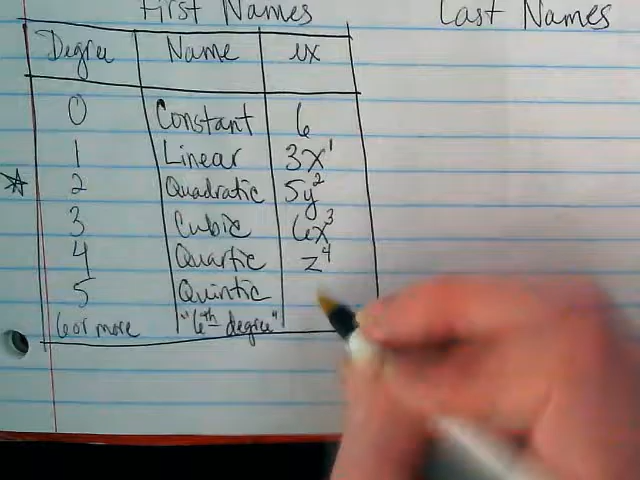 First Names Last Names
Degree Name ex
0 Constant 6
1 Linear 3x¹
2 Quadratic 5y²
3 Cubic 6x³
4 Quartic z⁴
5 Quintic
6 or more "6th degree"